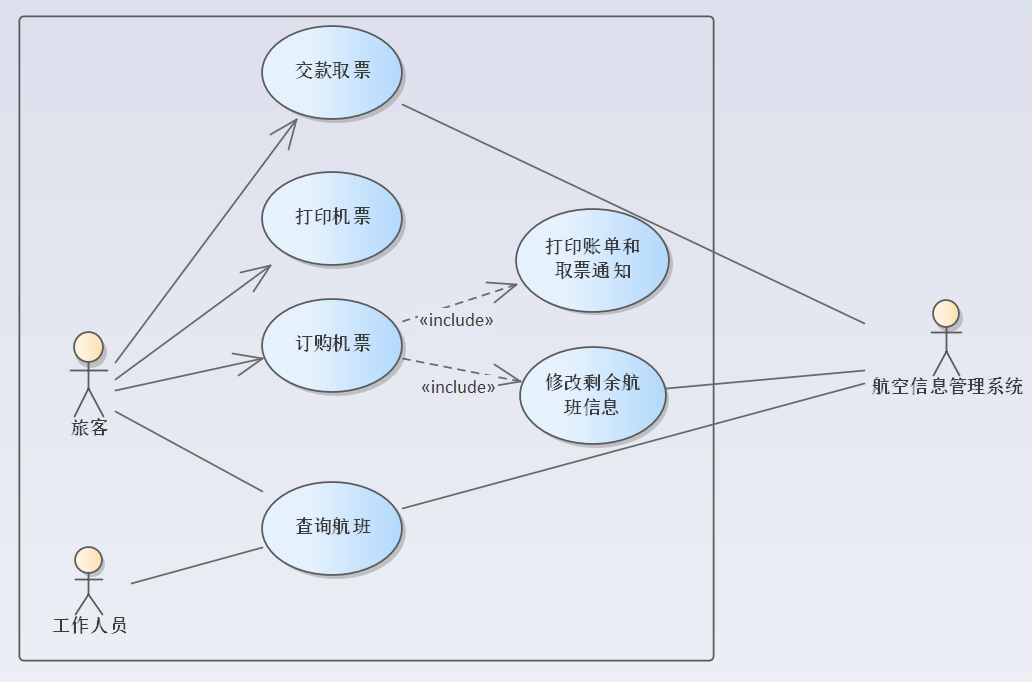 交款取票
打印机票
打印账单和
取票通知
«include»
订购机票
«include»
修改剩余航
班信息
航空信息管理系统
旅客
查询航班
工作人员